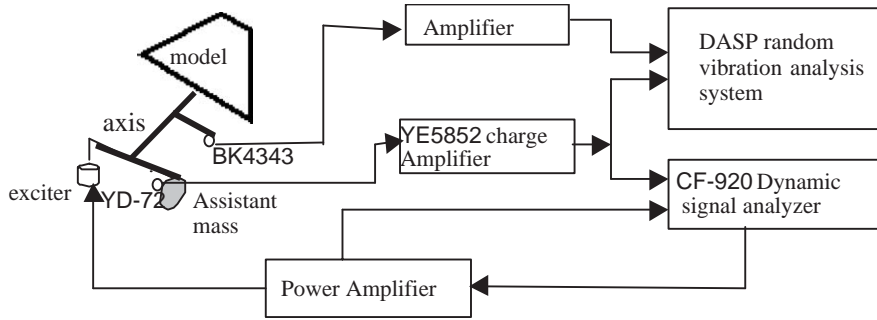 model
axis
BK4343
exciter
YD-72
Assistant
mass
Amplifier
YE5852 charge
Amplifier
Power Amplifier
DASP random
vibration analysis
system
CF-920 Dynamic
signal analyzer